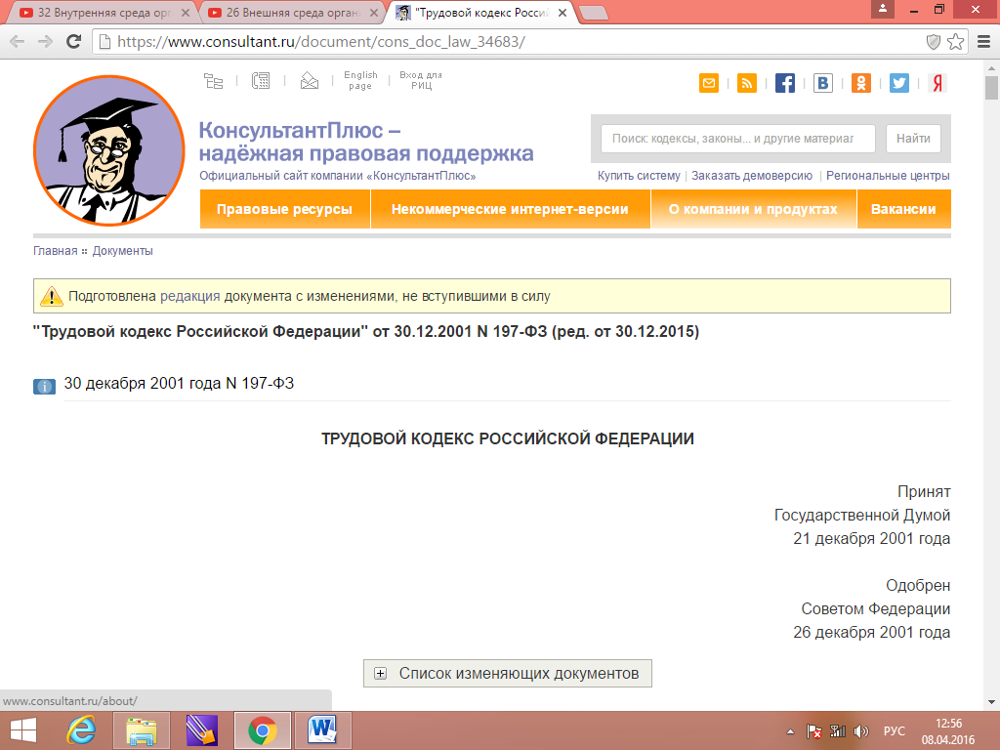 32 Внутренняя среда орг
26 Внешняя среда орган
"Трудовой кодекс Росси
https://www.consultant.ru/document/cons_doc_law_34683/
English page
Вход для РИЦ
КонсультантПлюс –
надёжная правовая поддержка
Официальный сайт компании «КонсультантПлюс»
Поиск: кодексы, законы... и другие материал
Найти
Купить систему | Заказать демоверсию | Региональные центры
Правовые ресурсы
Некоммерческие интернет-версии
О компании и продуктах
Вакансии
Главная :: Документы
Подготовлена редакция документа с изменениями, не вступившими в силу
"Трудовой кодекс Российской Федерации" от 30.12.2001 N 197-ФЗ (ред. от 30.12.2015)
30 декабря 2001 года N 197-ФЗ
ТРУДОВОЙ КОДЕКС РОССИЙСКОЙ ФЕДЕРАЦИИ
Принят
Государственной Думой
21 декабря 2001 года
Одобрен
Советом Федерации
26 декабря 2001 года
Список изменяющих документов
www.consultant.ru/about/
РУС
12:56
08.04.2016